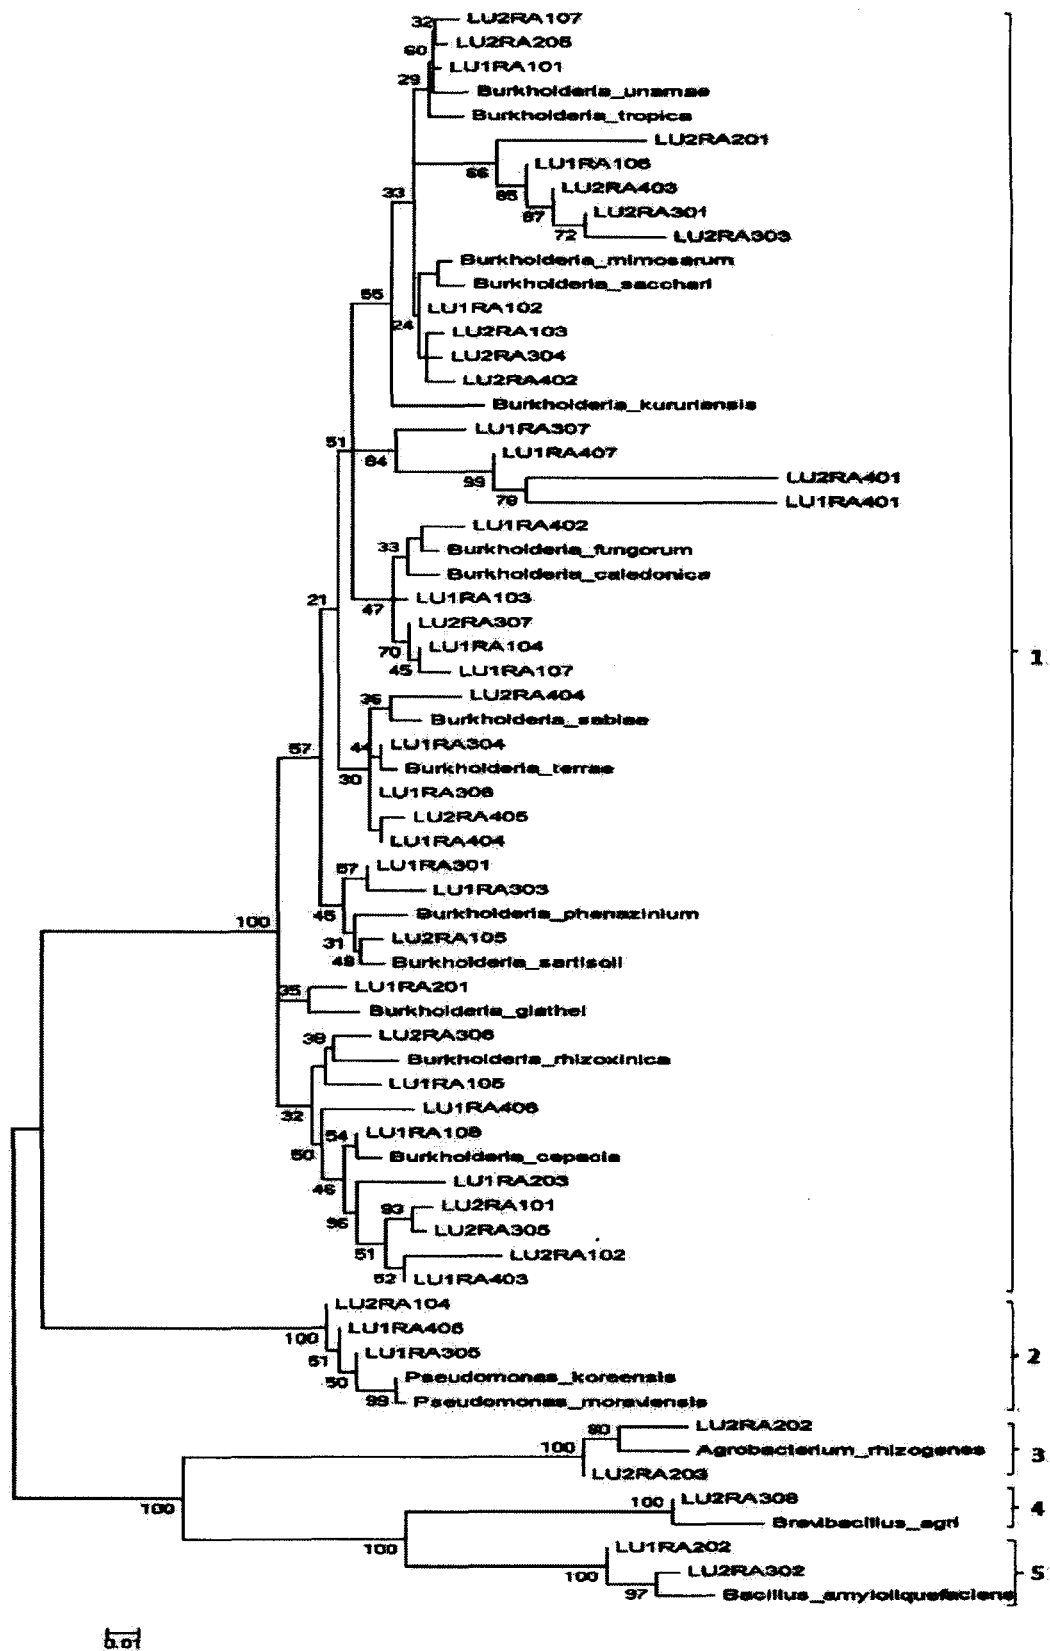 32
LU2RA107
LU2RA205
60
LU1RA101
29
Burkholderia_unamae
Burkholderia_tropica
LU2RA201
66
LU1RA106
33
85
LU2RA403
87
LU2RA301
72
LU2RA303
Burkholderia_mimosarum
Burkholderia_sacchari
55
LU1RA102
24
LU2RA103
LU2RA304
LU2RA402
Burkholderia_kururiensis
LU1RA307
51
84
LU1RA407
99
LU2RA401
78
LU1RA401
LU1RA402
33
Burkholderia_fungorum
Burkholderia_caledonica
21
LU1RA103
47
LU2RA307
70
LU1RA104
45
LU1RA107
1
36
LU2RA404
Burkholderia_sabiae
57
44
LU1RA304
30
Burkholderia_terrae
LU1RA306
LU2RA405
LU1RA404
57
LU1RA301
LU1RA303
100
45
Burkholderia_phenazinium
31
LU2RA105
48
Burkholderia_sartisoli
35
LU1RA201
Burkholderia_glathei
38
LU2RA306
Burkholderia_rhizoxinica
LU1RA105
32
LU1RA406
54
LU1RA108
50
Burkholderia_cepacia
46
LU1RA203
96
93
LU2RA101
LU2RA305
51
LU2RA102
52
LU1RA403
LU2RA104
100
LU1RA405
51
LU1RA305
2
50
Pseudomonas_koreensis
99
Pseudomonas_moraviensis
80
LU2RA202
100
Agrobacterium_rhizogenes
3
LU2RA203
100
100
LU2RA308
4
Brevibacillus_agri
100
LU1RA202
100
LU2RA302
5
97
Bacillus_amyloliquefaciens
0.01